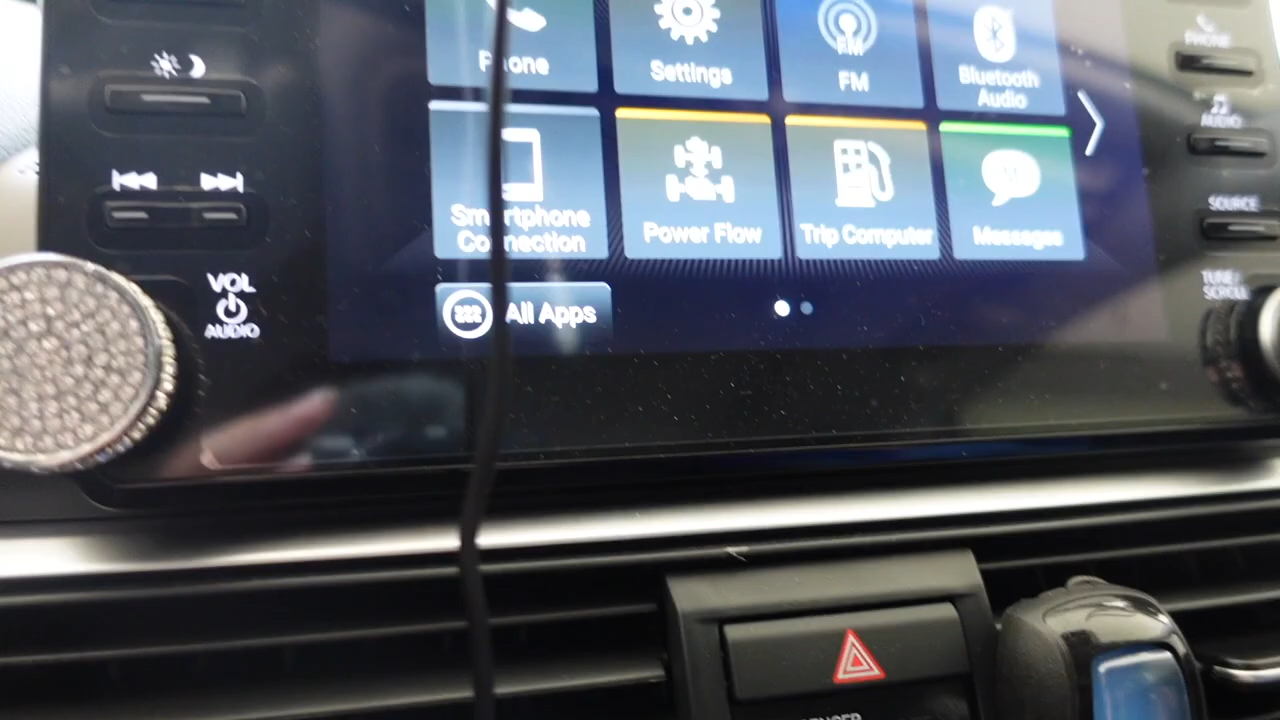 Phone
Settings
FM
FM
Bluetooth
Audio
PHONE
AUDIO
Smartphone
Connection
Power Flow
Trip Computer
Messages
SOURCE
VOL
AUDIO
All Apps
TUNE/
SCROLL